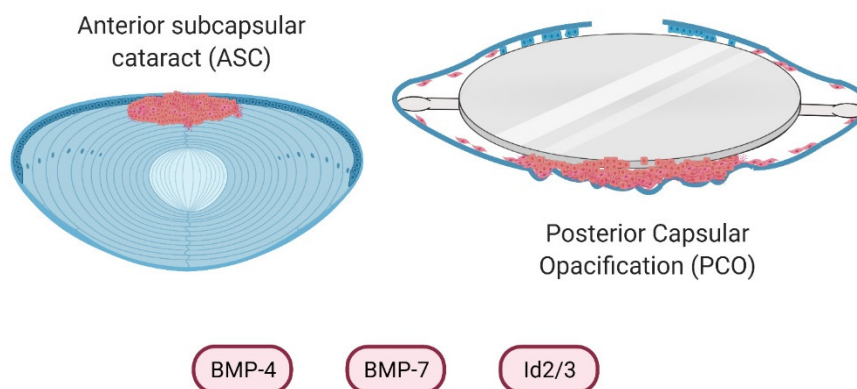 Anterior subcapsular
cataract (ASC)
Posterior Capsular
Opacification (PCO)
BMP-4
BMP-7
Id2/3